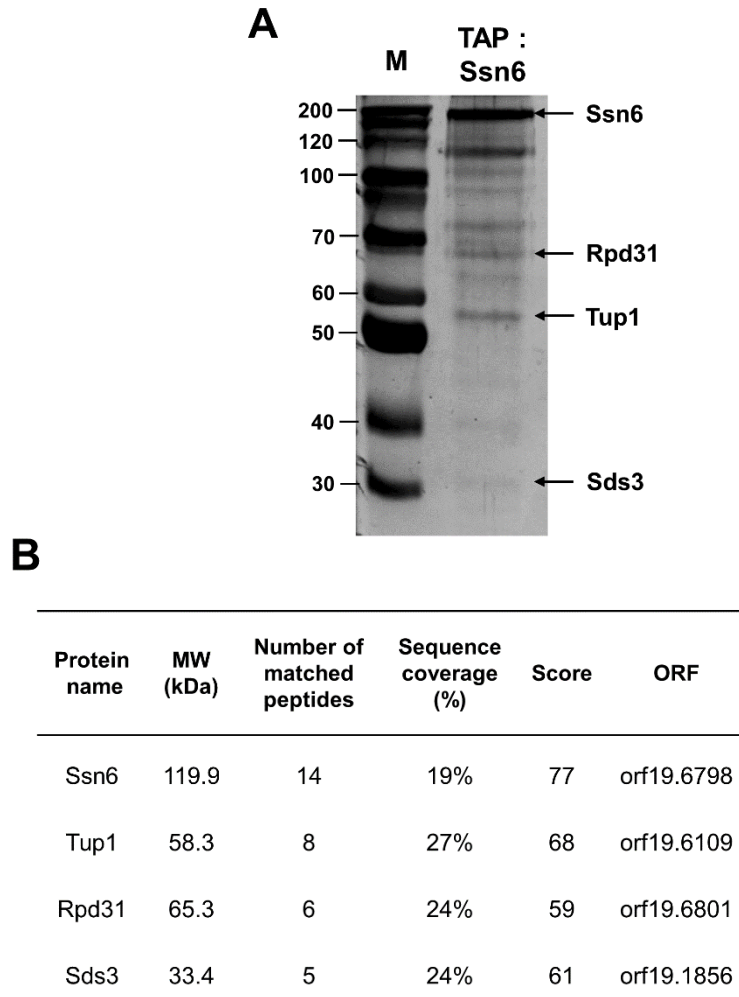 A
M
TAP :
Ssn6
200
120
100
70
60
50
40
30
Ssn6
Rpd31
Tup1
Sds3
B
Protein name MW (kDa) Number of matched peptides Sequence coverage (%) Score ORF
Ssn6 119.9 14 19% 77 orf19.6798
Tup1 58.3 8 27% 68 orf19.6109
Rpd31 65.3 6 24% 59 orf19.6801
Sds3 33.4 5 24% 61 orf19.1856